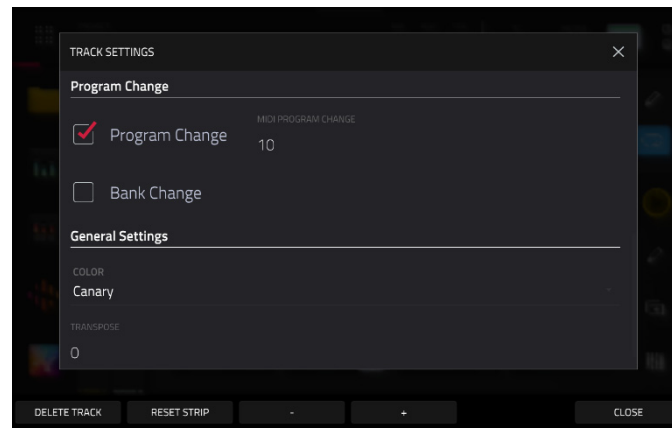 TRACK SETTINGS
Program Change
Program Change
MIDI PROGRAM CHANGE
10
Bank Change
General Settings
COLOR
Canary
TRANSPOSE
0
DELETE TRACK RESET STRIP - + CLOSE